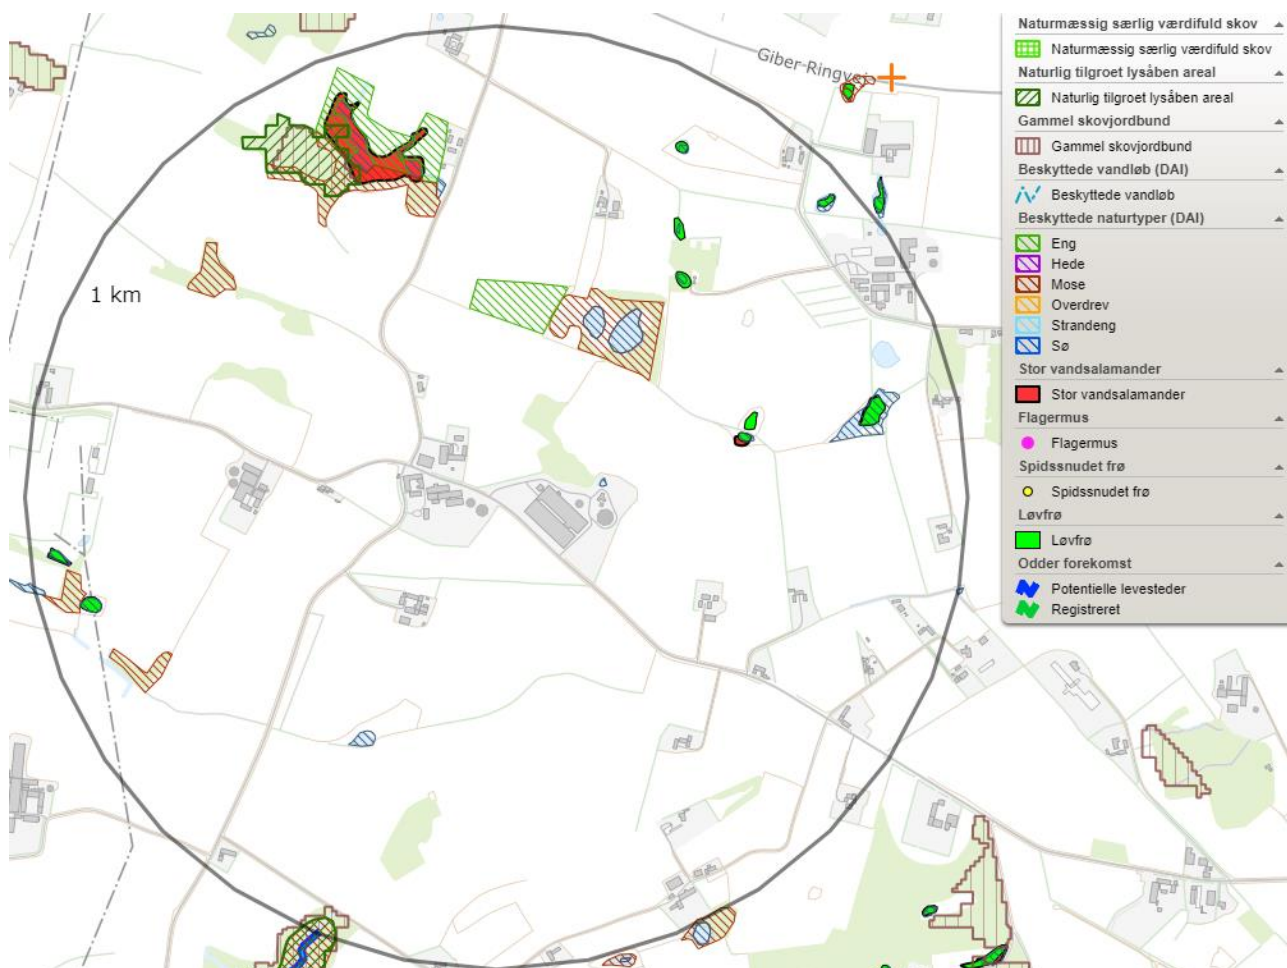 Giber Ringvej
1 km
Naturmæssig særlig værdifuld skov
Naturmæssig særlig værdifuld skov
Naturlig tilgroet lysåben areal
Naturlig tilgroet lysåben areal
Gammel skovjordbund
Gammel skovjordbund
Beskyttede vandløb (DAI)
Beskyttede vandløb
Beskyttede naturtyper (DAI)
Eng
Hede
Mose
Overdrev
Strandeng
Sø
Stor vandsalamander
Stor vandsalamander
Flagermus
Flagermus
Spidssnudet frø
Spidssnudet frø
Løvfrø
Løvfrø
Odder forekomst
Potentielle levesteder
Registreret